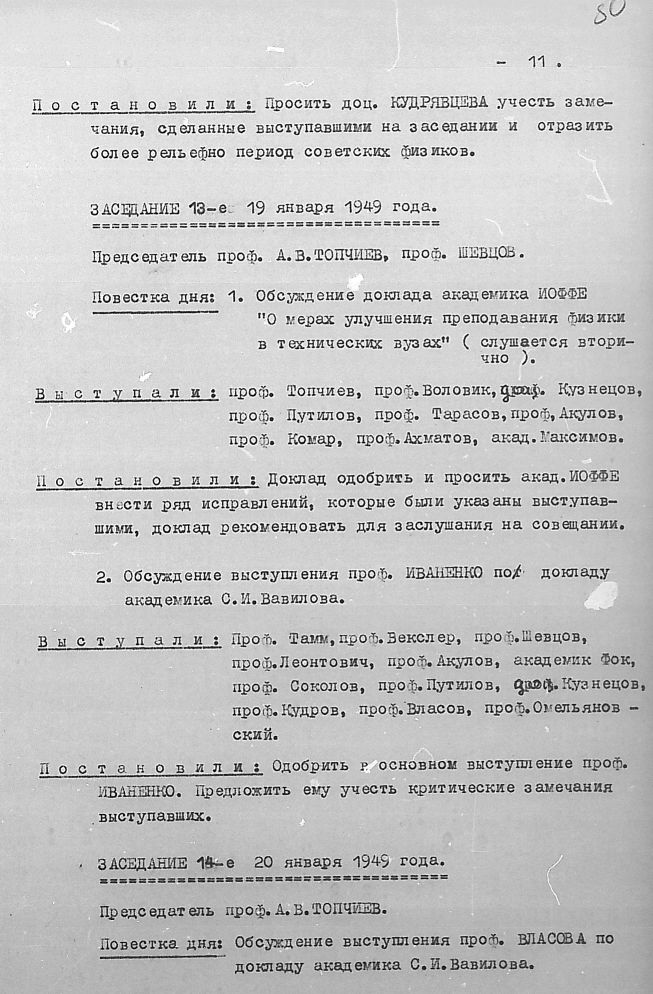 80
- 11 .
П о с т а н о в и л и : Просить доц. КУДРЯВЦЕВА учесть заме-
чания, сделанные выступавшими на заседании и отразить
более рельефно период советских физиков.
ЗАСЕДАНИЕ 13-е 19 января 1949 года.
Председатель проф. А.В.ТОПЧИЕВ, проф. ШЕВЦОВ.
Повестка дня: 1. Обсуждение доклада академика ИОФФЕ
"О мерах улучшения преподавания физики
в технических вузах" ( слушается втори-
чно ).
В ы с т у п а л и : проф. Топчиев, проф.Воловик, Кузнецов,
проф. Путилов, проф. Тарасов,проф,Акулов,
проф. Комар, проф.Ахматов, акад.Максимов.
П о с т а н о в и л и : Доклад одобрить и просить акад.ИОФФЕ
внести ряд исправлений, которые были указаны выступав-
шими, доклад рекомендовать для заслушания на совещании.
2. Обсуждение выступления проф. ИВАНЕНКО по докладу
академика С.И.Вавилова.
В ы с т у п а л и : Проф. Тамм,проф.Векслер, проф.Шевцов,
проф.Леонтович, проф.Акулов, академик Фок,
проф. Соколов, проф.Путилов, Кузнецов,
проф.Кудров, проф.Власов, проф.Омельянов -
ский.
П о с т а н о в и л и : Одобрить в основном выступление проф.
ИВАНЕНКО. Предложить ему учесть критические замечания
выступавших.
ЗАСЕДАНИЕ 14-е 20 января 1949 года.
Председатель проф.А.В.ТОПЧИЕВ.
Повестка дня: Обсуждение выступления проф. ВЛАСОВА по
докладу академика С.И.Вавилова.